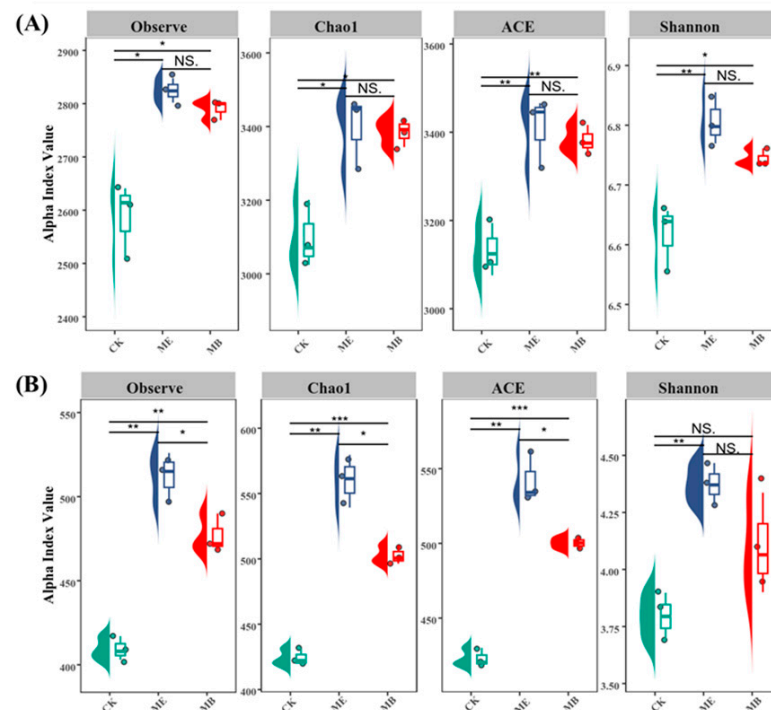 (A)
Observe
Chao1
ACE
Shannon
Alpha Index Value
2900
2800
2700
2600
2500
2400
*
*
NS.
CK
ME
MB
3600
3400
3200
3000
*
*
NS.
CK
ME
MB
3600
3400
3200
3000
**
**
NS.
CK
ME
MB
6.9
6.8
6.7
6.6
6.5
*
**
NS.
CK
ME
MB
(B)
Observe
Chao1
ACE
Shannon
Alpha Index Value
550
500
450
400
**
**
*
CK
ME
MB
600
500
400
***
**
*
CK
ME
MB
550
500
450
***
**
*
CK
ME
MB
4.50
4.25
4.00
3.75
3.50
NS.
**
NS.
CK
ME
MB